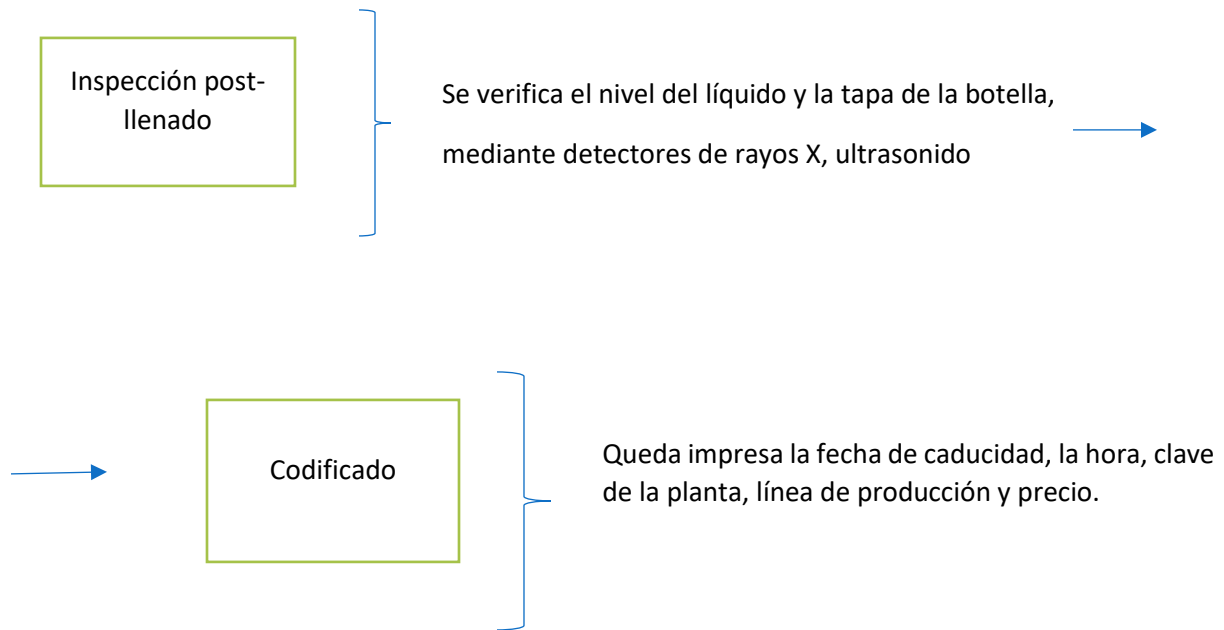 Inspección post-
llenado
Se verifica el nivel del líquido y la tapa de la botella,
mediante detectores de rayos X, ultrasonido
Codificado
Queda impresa la fecha de caducidad, la hora, clave
de la planta, línea de producción y precio.